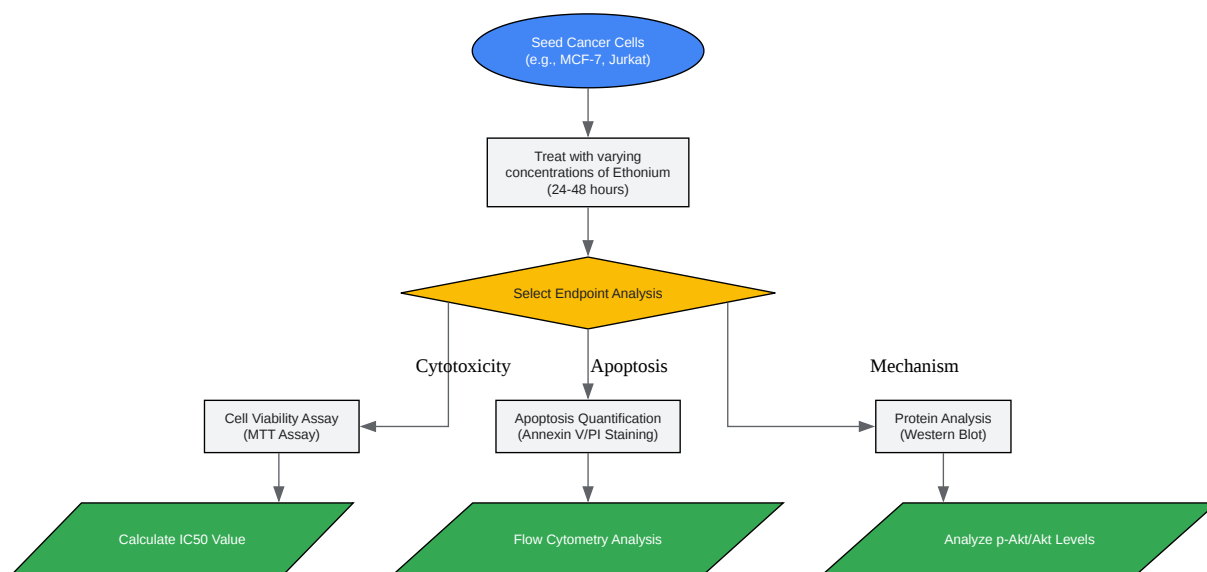 Seed Cancer Cells
(e.g., MCF-7, Jurkat)
Treat with varying
concentrations of Ethonium
(24-48 hours)
Select Endpoint Analysis
Cytotoxicity
Apoptosis
Mechanism
Cell Viability Assay
(MTT Assay)
Apoptosis Quantification
(Annexin V/PI Staining)
Protein Analysis
(Western Blot)
Calculate IC50 Value
Flow Cytometry Analysis
Analyze p-Akt/Akt Levels